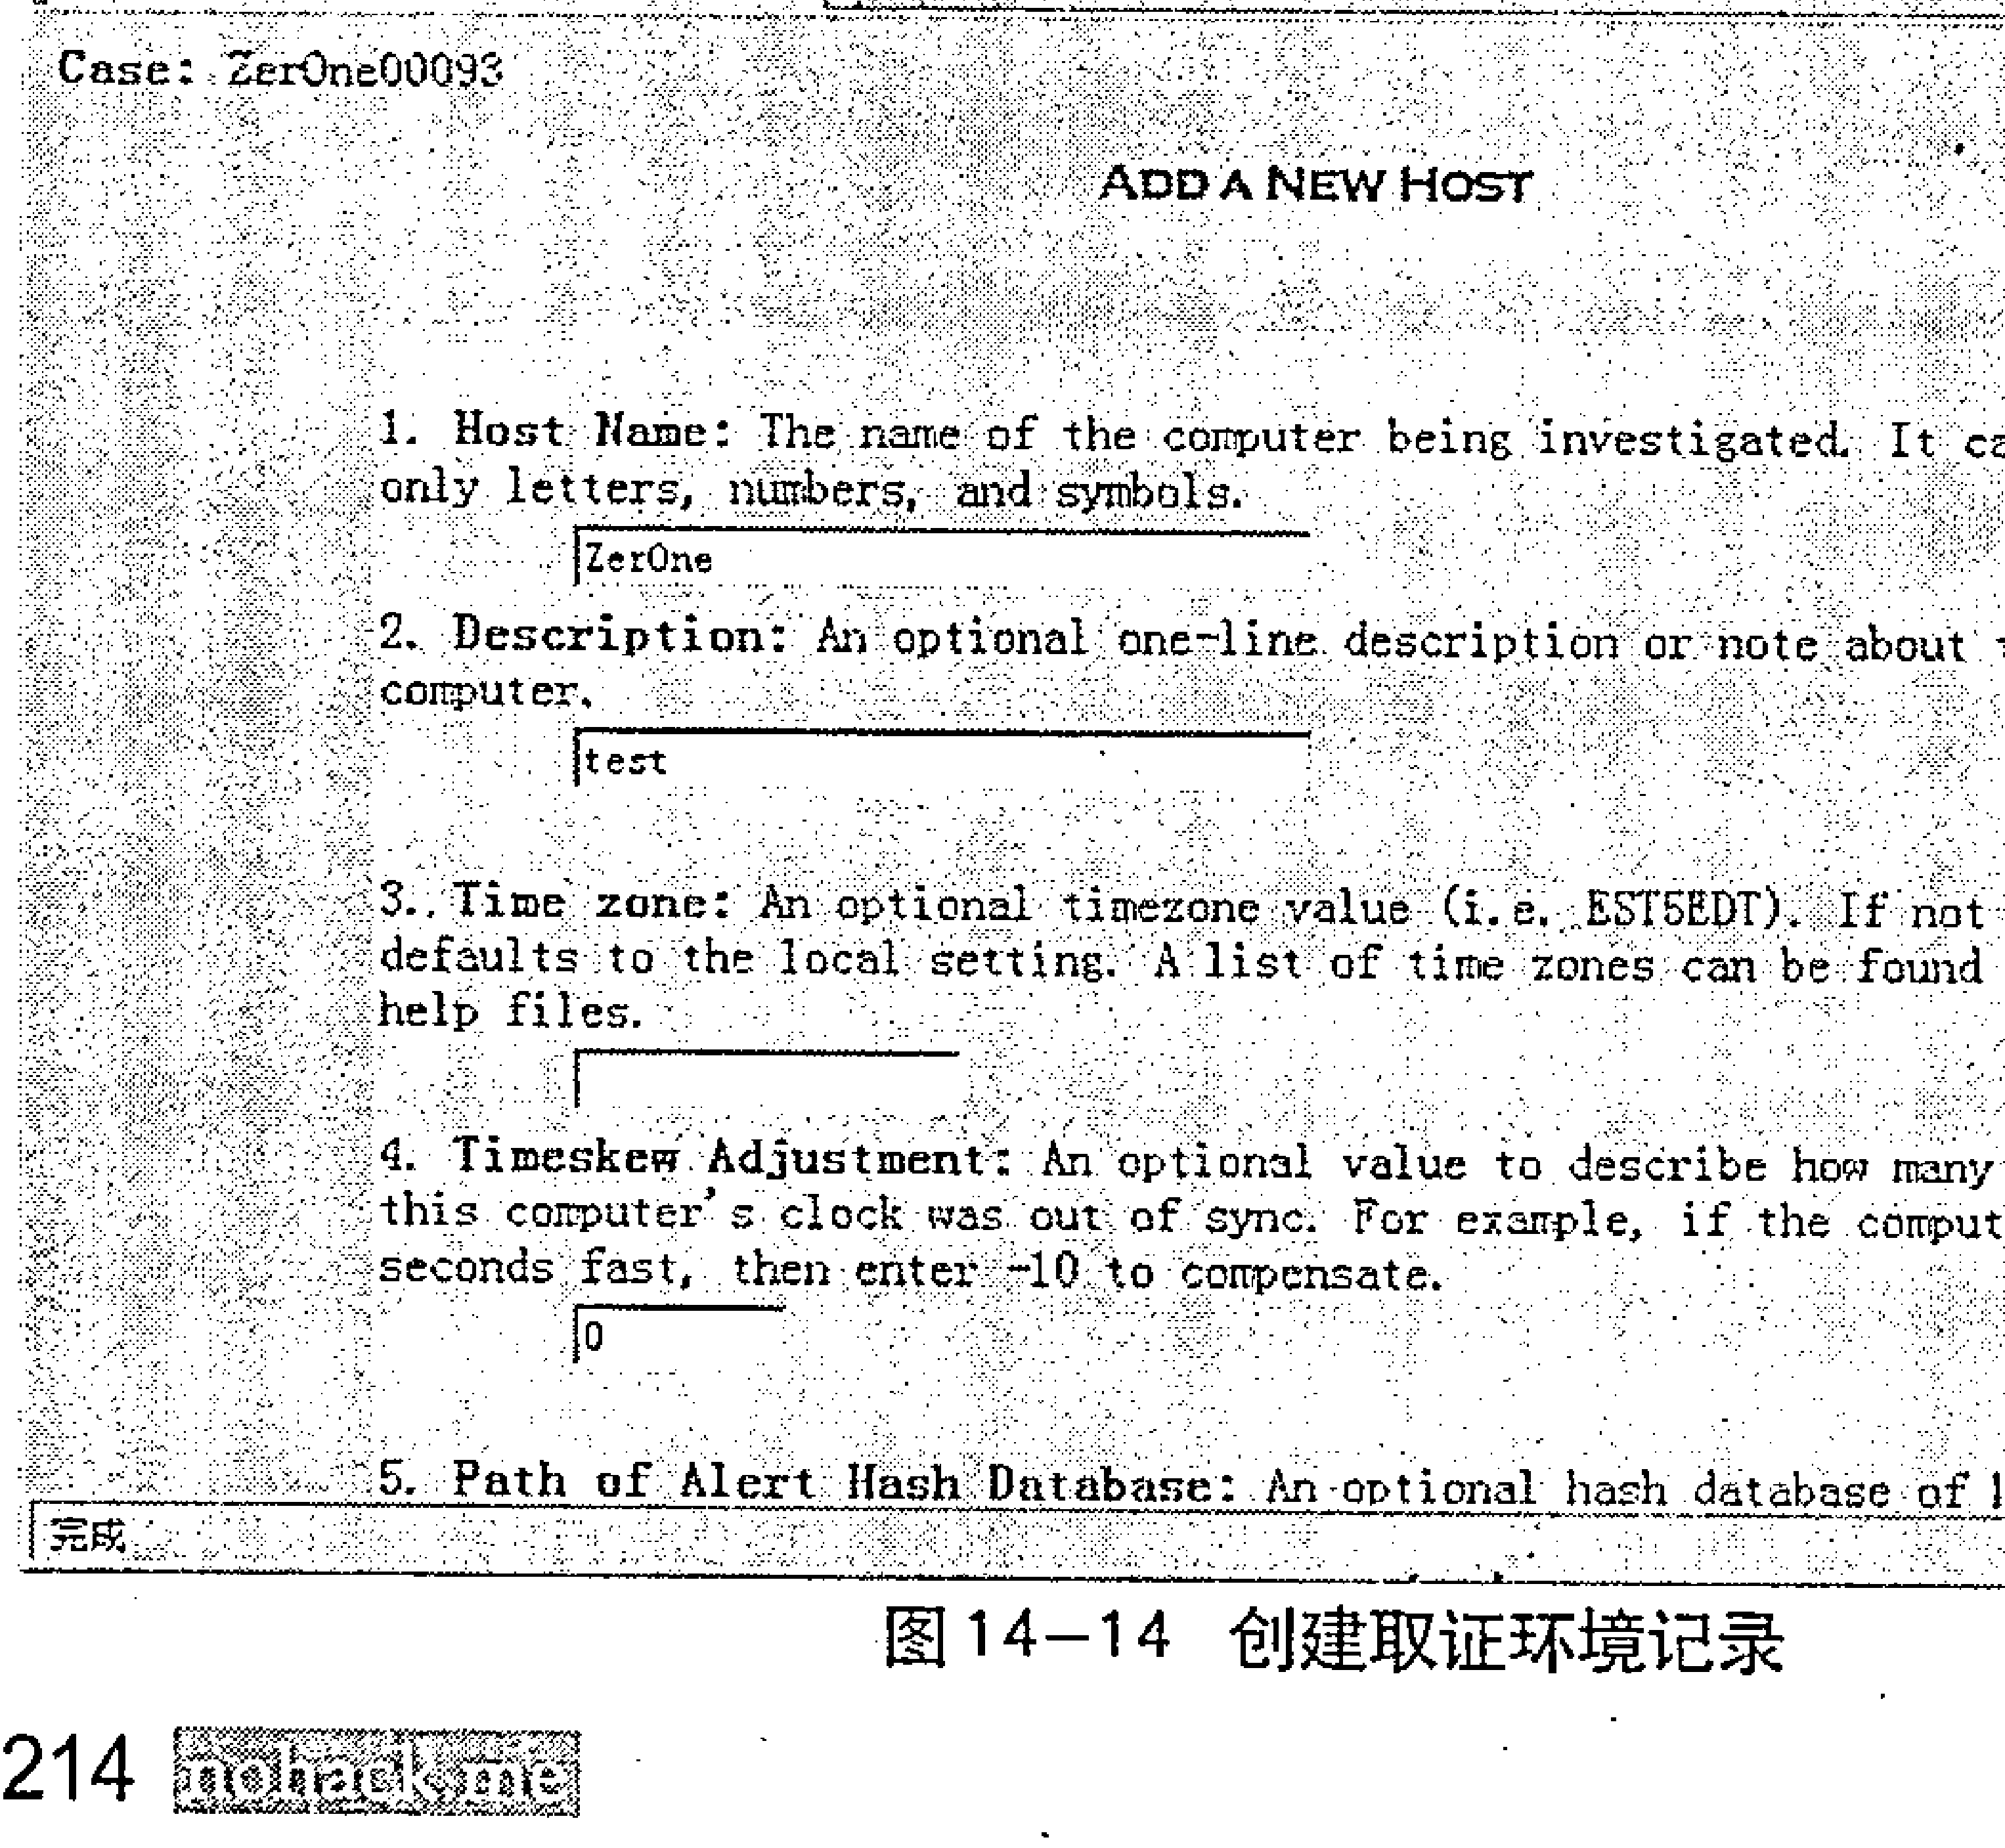 Case: ZerOne00093
ADD A NEW HOST
1. Host Name: The name of the computer being investigated. It ca
only letters, numbers, and symbols.
ZerOne
2. Description: An optional one-line description or note about
computer.
test
3. Time zone: An optional timezone value (i.e. EST5EDT). If not
defaults to the local setting. A list of time zones can be found
help files.
4. Timeskew Adjustment: An optional value to describe how many
this computer's clock was out of sync. For example, if the comput
seconds fast, then enter -10 to compensate.
0
5. Path of Alert Hash Database: An optional hash database of
完成
图 14-14 创建取证环境记录
214 nohack.me